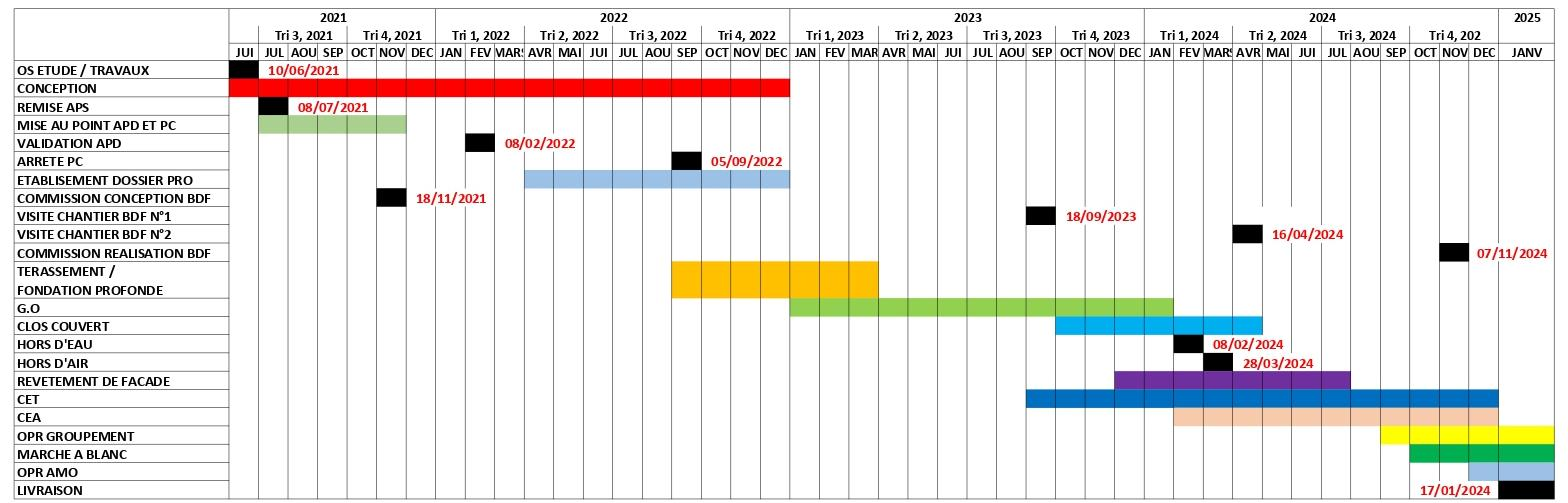 2021 2022 2023 2024 2025
Tri 3, 2021 Tri 4, 2021 Tri 1, 2022 Tri 2, 2022 Tri 3, 2022 Tri 4, 2022 Tri 1, 2023 Tri 2, 2023 Tri 3, 2023 Tri 4, 2023 Tri 1, 2024 Tri 2, 2024 Tri 3, 2024 Tri 4, 202
JUI JUL AOU SEP OCT NOV DEC JAN FEV MARS AVR MAI JUI JUL AOU SEP OCT NOV DEC JAN FEV MAR AVR MAI JUI JUL AOU SEP OCT NOV DEC JAN FEV MARS AVR MAI JUI JUL AOU SEP OCT NOV DEC JANV
OS ETUDE / TRAVAUX 10/06/2021
CONCEPTION
REMISE APS 08/07/2021
MISE AU POINT APD ET PC
VALIDATION APD 08/02/2022
ARRETE PC 05/09/2022
ETABLISEMENT DOSSIER PRO
COMMISSION CONCEPTION BDF 18/11/2021
VISITE CHANTIER BDF N°1 18/09/2023
VISITE CHANTIER BDF N°2 16/04/2024
COMMISSION REALISATION BDF 07/11/2024
TERASSEMENT /
FONDATION PROFONDE
G.O
CLOS COUVERT
HORS D'EAU 08/02/2024
HORS D'AIR 28/03/2024
REVETEMENT DE FACADE
CET
CEA
OPR GROUPEMENT
MARCHE A BLANC
OPR AMO
LIVRAISON 17/01/2024